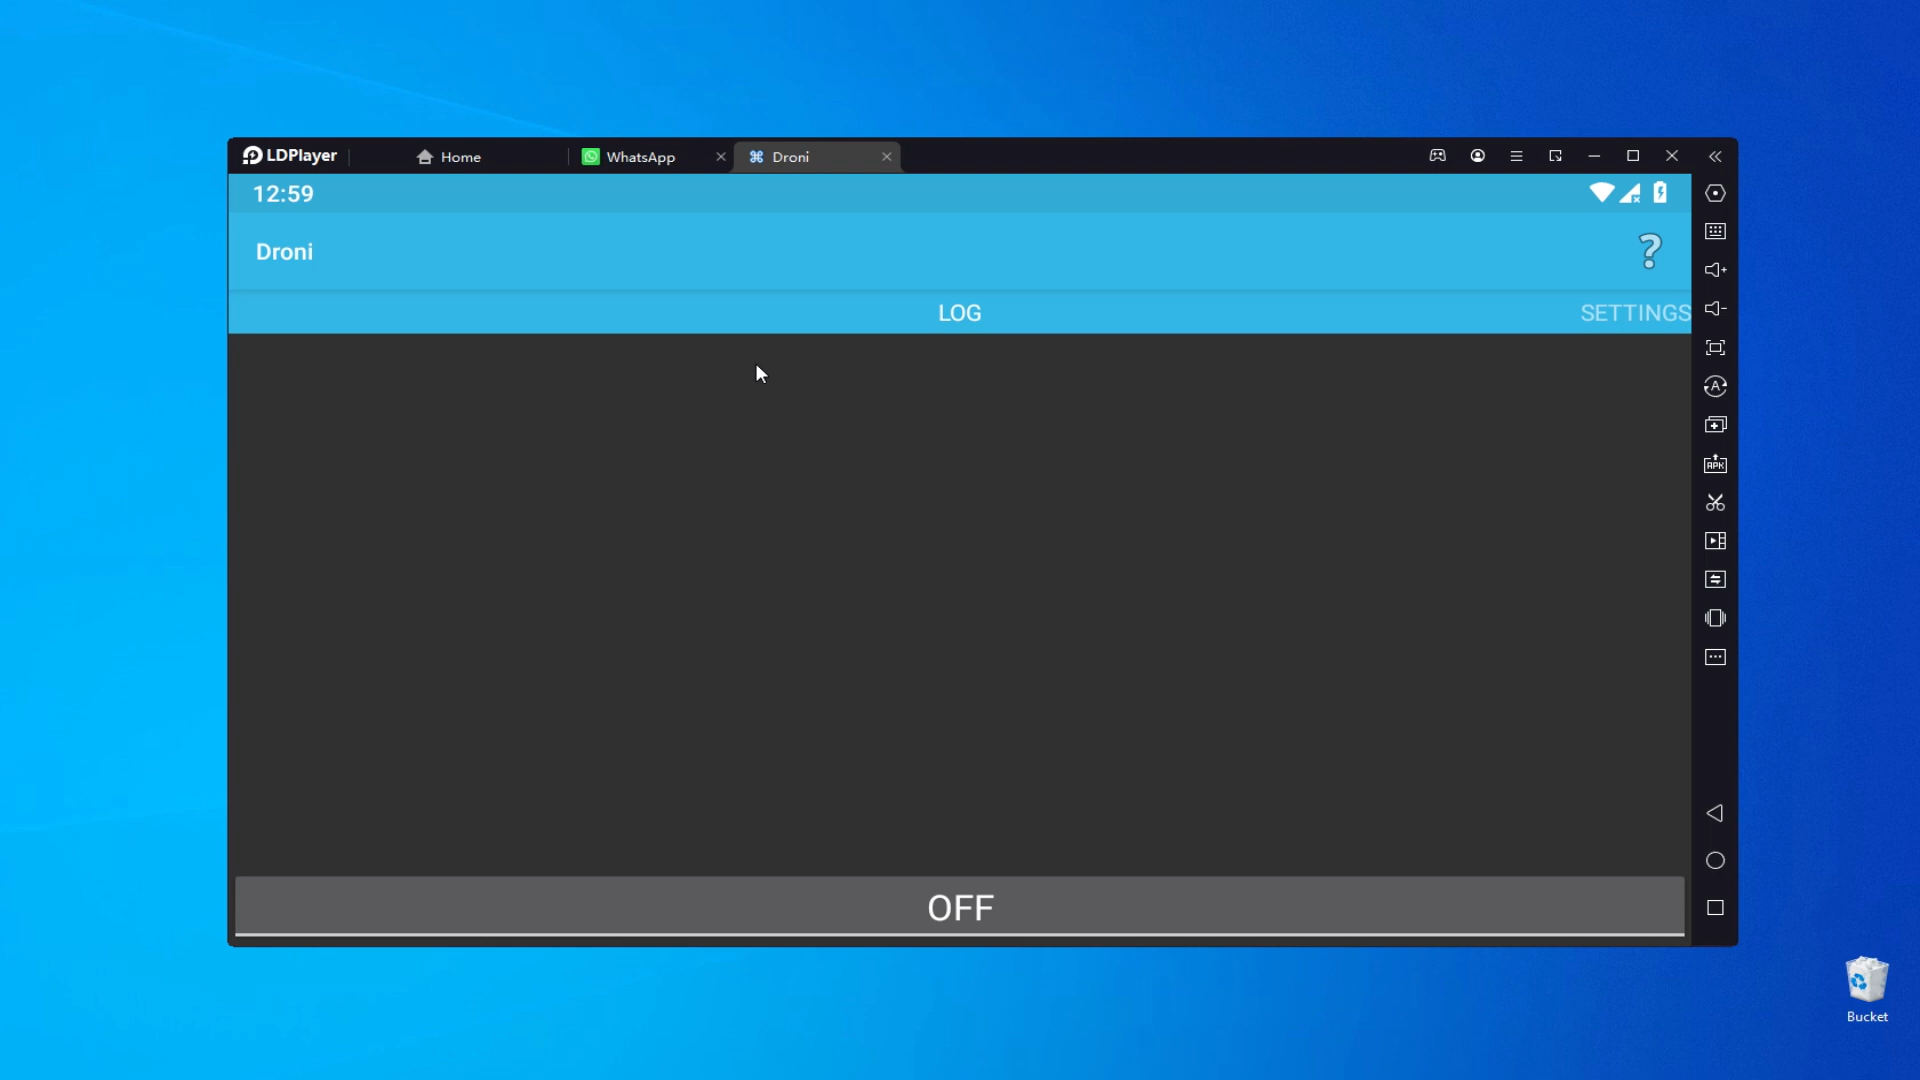 LDPlayer Home WhatsApp Droni
12:59
Droni ?
LOG SETTINGS
OFF
Bucket